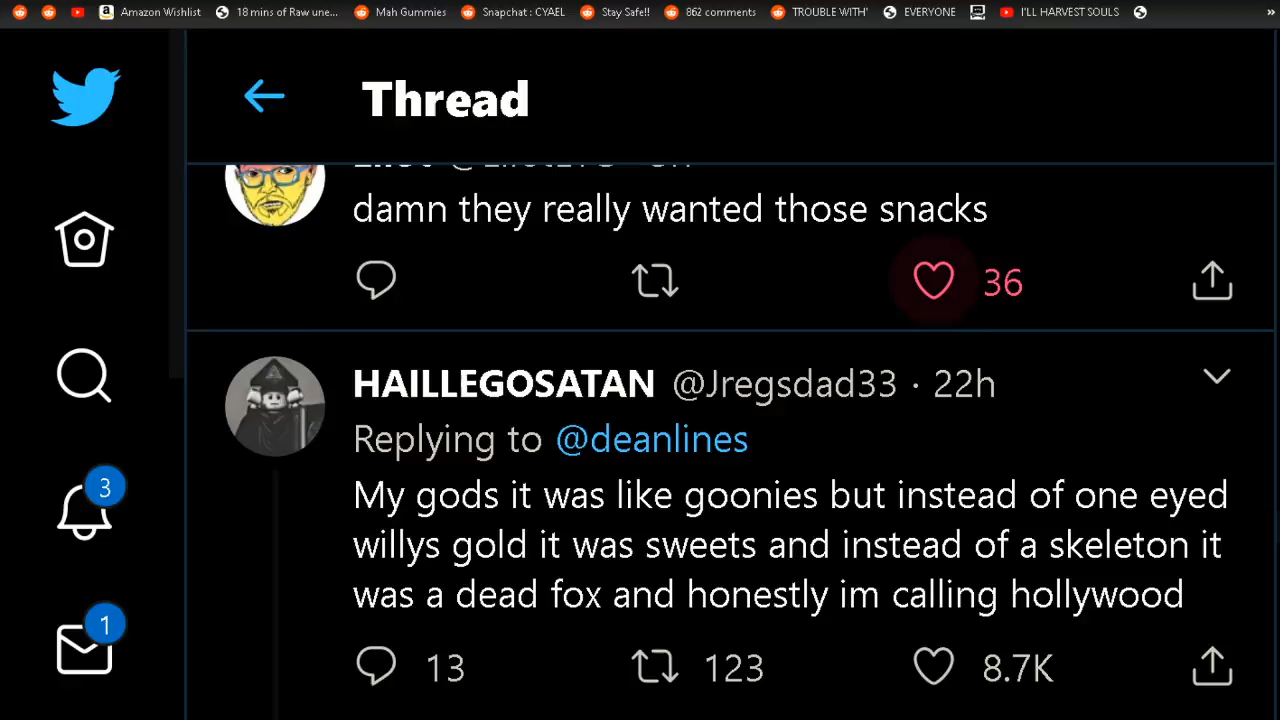 Amazon Wishlist 18 mins of Raw une... Mah Gummies Snapchat : CYAEL Stay Safe!! 862 comments TROUBLE WITH' EVERYONE I'LL HARVEST SOULS »
Thread
damn they really wanted those snacks
36
HAILLEGOSATAN @Jregsdad33 · 22h
Replying to @deanlines
3
My gods it was like goonies but instead of one eyed
willys gold it was sweets and instead of a skeleton it
was a dead fox and honestly im calling hollywood
1
13 123 8.7K